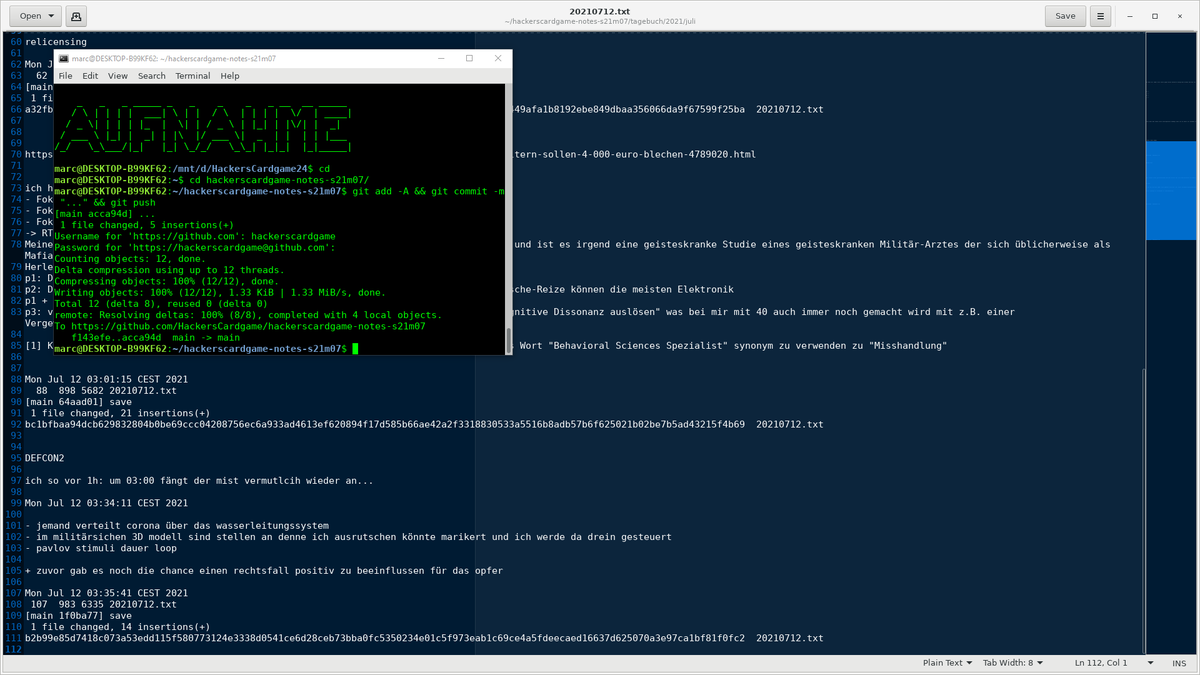 Open
20210712.txt
~/hackerscardgame-notes-s21m07/tagebuch/2021/juli
Save
60 relicensing
61
62 Mon J
63   62
64 [main
65  1 fi
66 a32fb
349afa1b8192ebe849dbaa356066da9f67599f25ba  20210712.txt
67
68
69
70 https
tern-sollen-4-000-euro-blechen-4789020.html
71
72
73 ich h
74 - Fok
75 - Fok
76 - Fok
77 -> RT
78 Meine
und ist es irgend eine geisteskranke Studie eines geisteskranken Militär-Arztes der sich üblicherweise als
Mafia
79 Herle
80 p1: D
81 p2: D
sche-Reize können die meisten Elektronik
82 p1 +
83 p3: v
gnitive Dissonanz auslösen" was bei mir mit 40 auch immer noch gemacht wird mit z.B. einer
Verge
84
85 [1] K
Wort "Behavioral Sciences Spezialist" synonym zu verwenden zu "Misshandlung"
86
87
marc@DESKTOP-B99KF62: ~/hackerscardgame-notes-s21m07
File Edit View Search Terminal Help
AUFNAHME
marc@DESKTOP-B99KF62:/mnt/d/HackersCardgame24$ cd
marc@DESKTOP-B99KF62:~$ cd hackerscardgame-notes-s21m07/
marc@DESKTOP-B99KF62:~/hackerscardgame-notes-s21m07$ git add -A && git commit -m
 "..." && git push
[main acca94d] ...
 1 file changed, 5 insertions(+)
Username for 'https://github.com': hackerscardgame
Password for 'https://hackerscardgame@github.com':
Counting objects: 12, done.
Delta compression using up to 12 threads.
Compressing objects: 100% (12/12), done.
Writing objects: 100% (12/12), 1.33 KiB | 1.33 MiB/s, done.
Total 12 (delta 8), reused 0 (delta 0)
remote: Resolving deltas: 100% (8/8), completed with 4 local objects.
To https://github.com/HackersCardgame/hackerscardgame-notes-s21m07
   f143efe..acca94d  main -> main
marc@DESKTOP-B99KF62:~/hackerscardgame-notes-s21m07$
88 Mon Jul 12 03:01:15 CEST 2021
89   88  898 5682 20210712.txt
90 [main 64aad01] save
91  1 file changed, 21 insertions(+)
92 bc1bfbaa94dcb629832804b0be69ccc04208756ec6a933ad4613ef620894f17d585b66ae42a2f3318830533a5516b8adb57b6f625021b02be7b5ad43215f4b69  20210712.txt
93
94
95 DEFCON2
96
97 ich so vor 1h: um 03:00 fängt der mist vermutlcih wieder an...
98
99 Mon Jul 12 03:34:11 CEST 2021
100
101 - jemand verteilt corona über das wasserleitungssystem
102 - im militärsichen 3D modell sind stellen an denne ich ausrutschen könnte marikert und ich werde da drein gesteuert
103 - pavlov stimuli dauer loop
104
105 + zuvor gab es noch die chance einen rechtsfall positiv zu beeinflussen für das opfer
106
107 Mon Jul 12 03:35:41 CEST 2021
108  107  983 6335 20210712.txt
109 [main 1f0ba77] save
110  1 file changed, 14 insertions(+)
111 b2b99e85d7418c073a53edd115f580773124e3338d0541ce6d28ceb73bba0fc5350234e01c5f973eab1c69ce4a5fdeecaed16637d625070a3e97ca1bf81f0fc2  20210712.txt
112
Plain Text Tab Width: 8 Ln 112, Col 1 INS